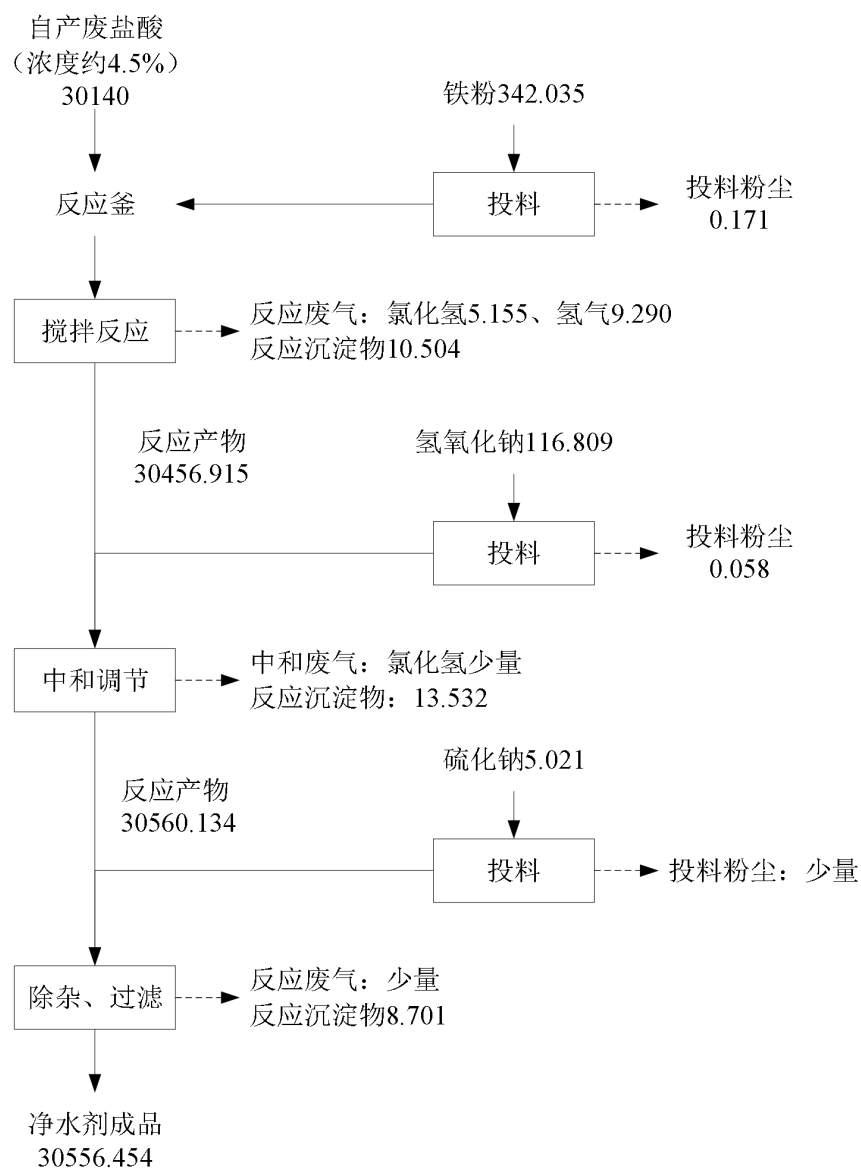 自产废盐酸
（浓度约4.5%）
30140
铁粉342.035
反应釜
投料
投料粉尘
0.171
搅拌反应
反应废气：氯化氢5.155、氢气9.290
反应沉淀物10.504
反应产物
30456.915
氢氧化钠116.809
投料
投料粉尘
0.058
中和调节
中和废气：氯化氢少量
反应沉淀物：13.532
硫化钠5.021
反应产物
30560.134
投料
投料粉尘：少量
除杂、过滤
反应废气：少量
反应沉淀物8.701
净水剂成品
30556.454